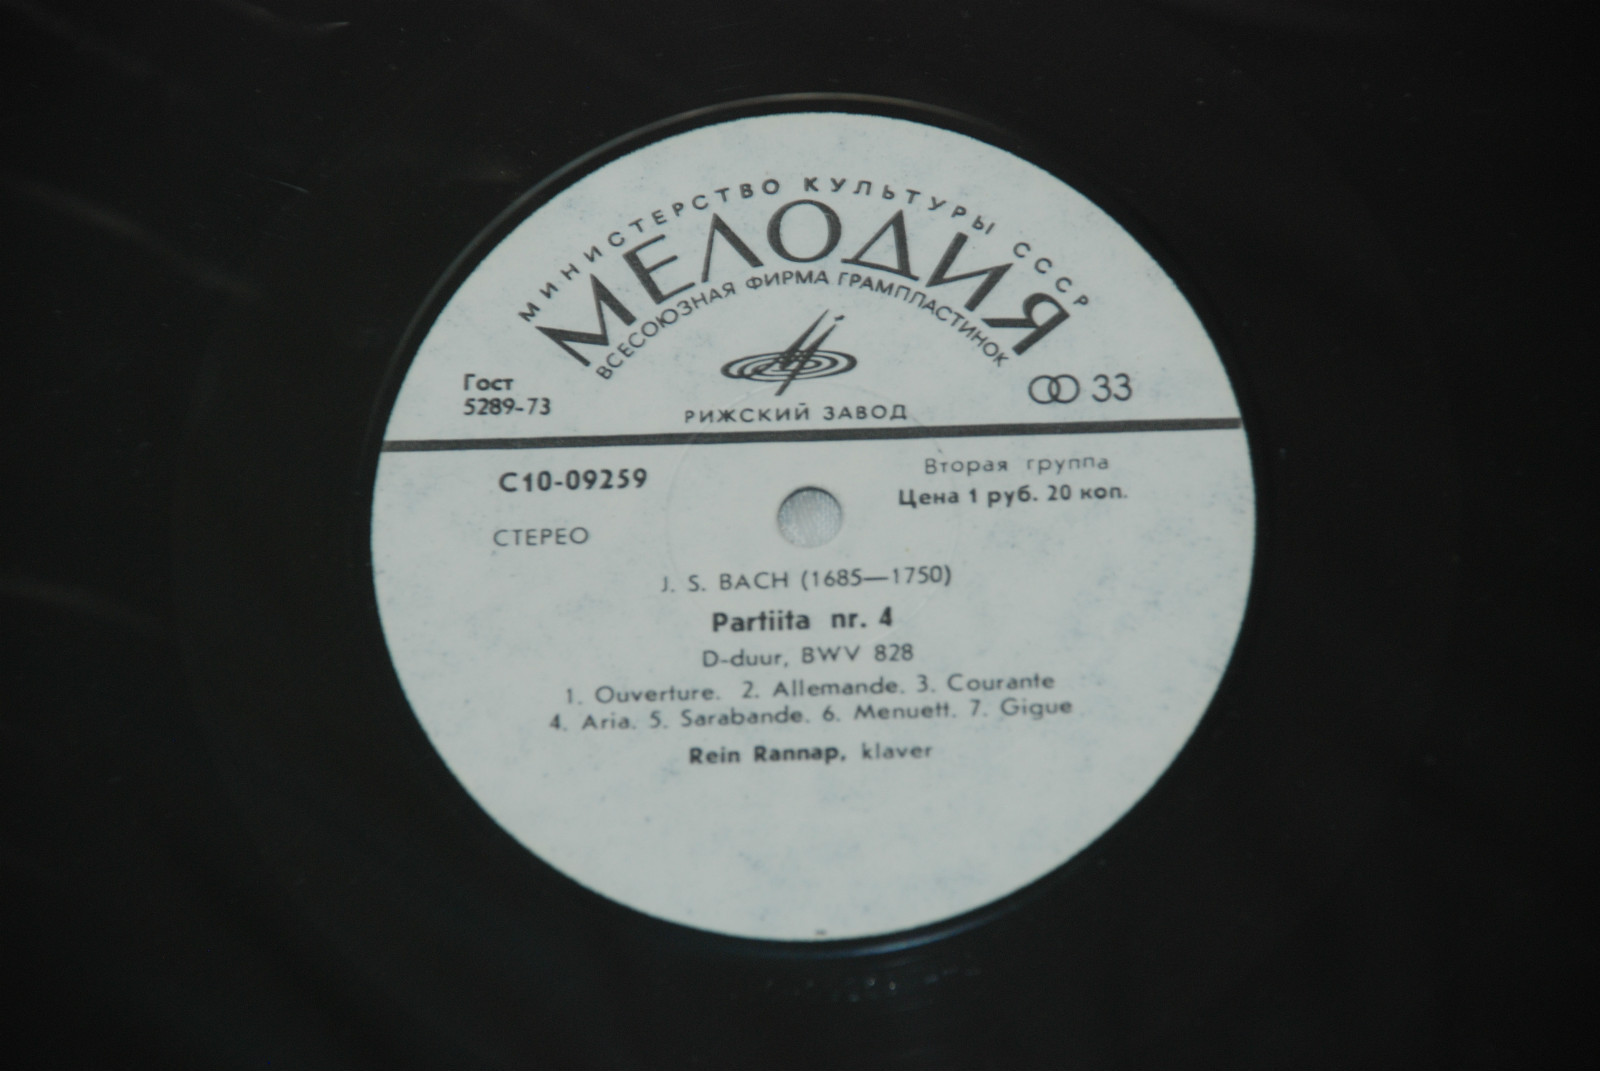 МИНИСТЕРСТВО КУЛЬТУРЫ СССР
МЕЛОДИЯ
ВСЕСОЮЗНАЯ ФИРМА ГРАМПЛАСТИНОК
Гост
5289-73
33
РИЖСКИЙ ЗАВОД
С10-09259
Вторая группа
Цена 1 руб. 20 коп.
СТЕРЕО
J. S. BACH (1685—1750)
Partiita nr. 4
D-duur, BWV 828
1. Ouverture. 2. Allemande. 3. Courante
4. Aria. 5. Sarabande. 6. Menuett. 7. Gigue
Rein Rannap, klaver